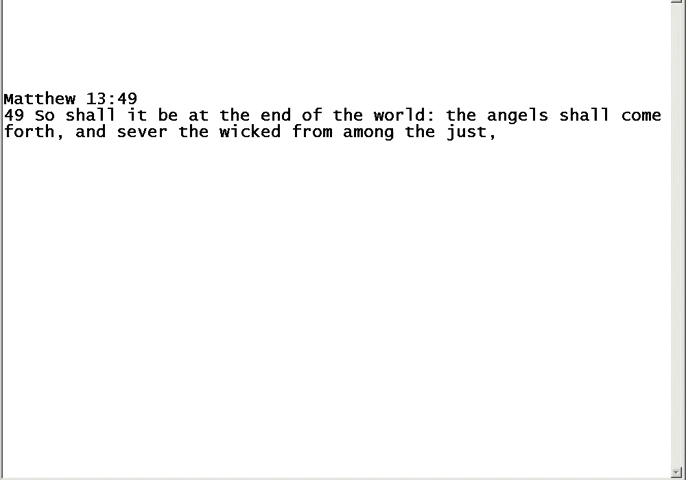 Matthew 13:49
49 So shall it be at the end of the world: the angels shall come
forth, and sever the wicked from among the just,